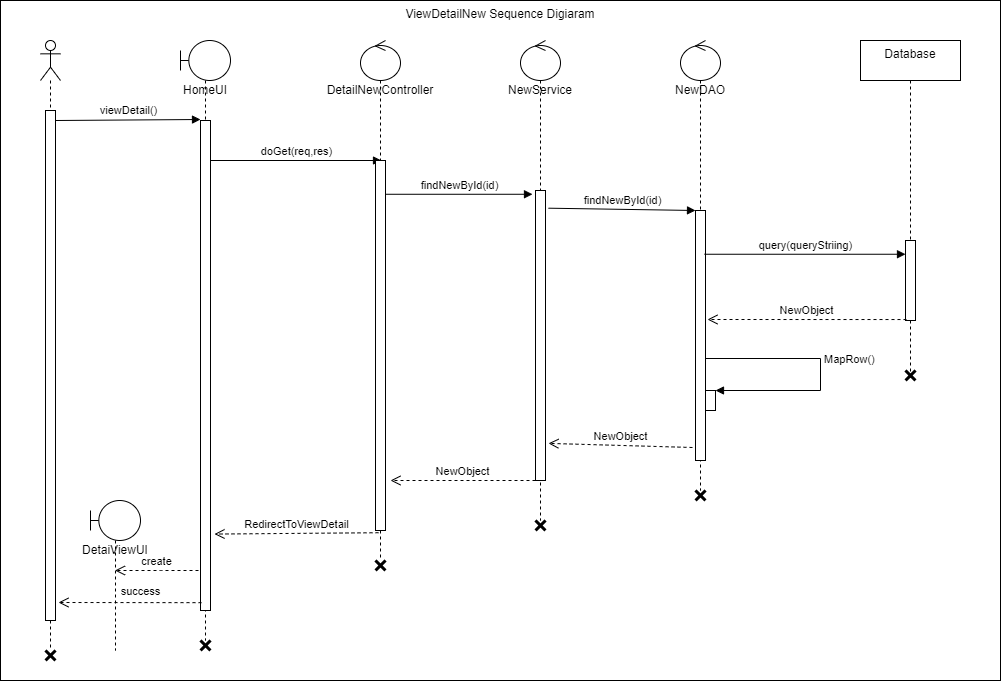 ViewDetailNew Sequence Digiaram
Database
HomeUI
DetailNewController
NewService
NewDAO
viewDetail()
doGet(req,res)
findNewById(id)
findNewById(id)
query(queryStriing)
NewObject
MapRow()
NewObject
NewObject
RedirectToViewDetail
DetaiViewUI
create
success